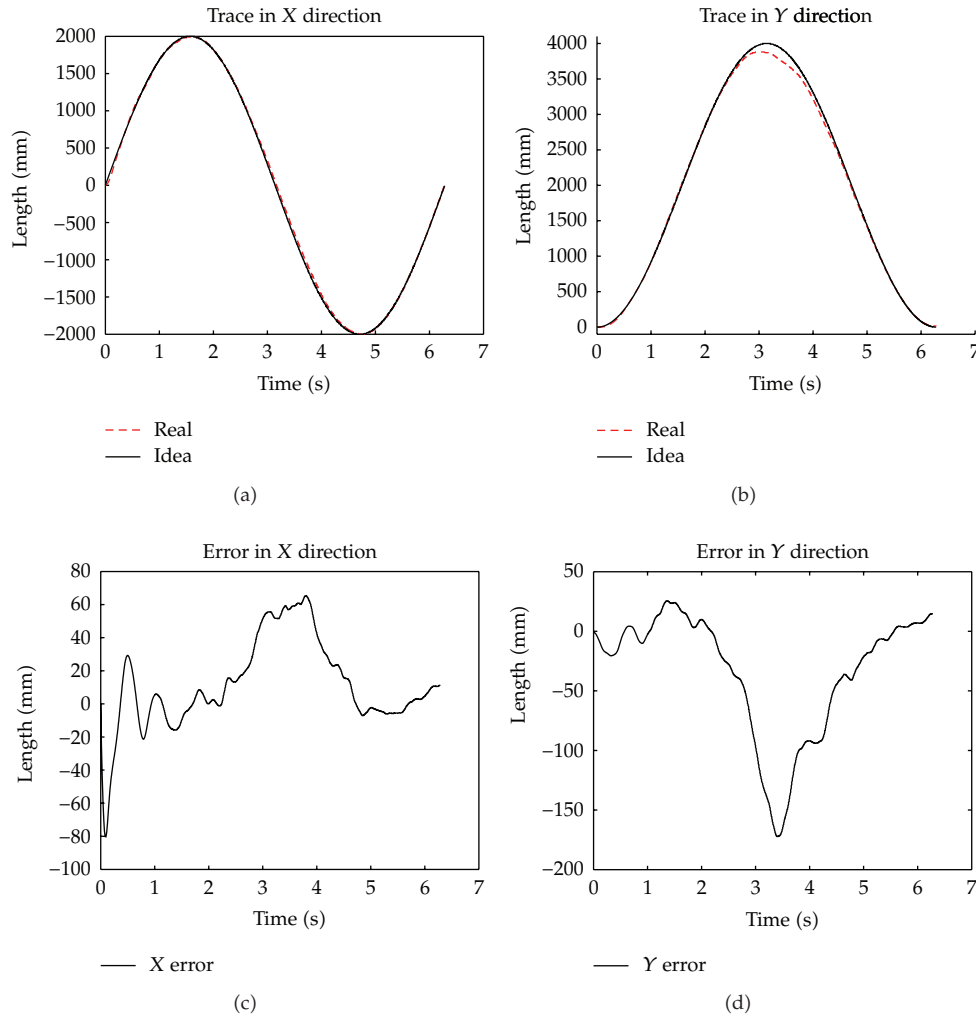 Trace in X direction
2000
1500
1000
500
0
−500
−1000
−1500
−2000
Length (mm)
0 1 2 3 4 5 6 7
Time (s)
Real
Idea
(a)
Trace in Y direction
4000
3500
3000
2500
4000
1500
1000
500
0
Length (mm)
0 1 2 3 4 5 6 7
Time (s)
Real
Idea
(b)
Error in X direction
80
60
40
20
0
−20
−40
−60
−80
−100
Length (mm)
0 1 2 3 4 5 6 7
Time (s)
X error
(c)
Error in Y direction
50
0
−50
−100
−150
−200
Length (mm)
0 1 2 3 4 5 6 7
Time (s)
Y error
(d)